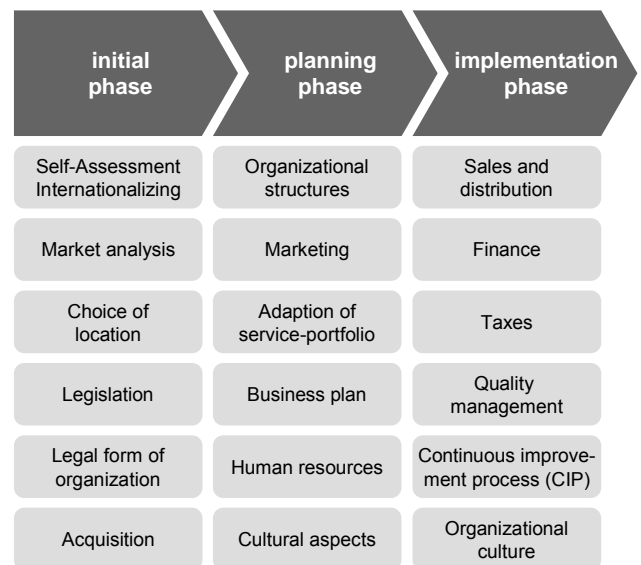 initial
phase
planning
phase
implementation
phase
Self-Assessment
Internationalizing
Organizational
structures
Sales and
distribution
Market analysis
Marketing
Finance
Choice of
location
Adaption of
service-portfolio
Taxes
Legislation
Business plan
Quality
management
Legal form of
organization
Human resources
Continuous improve-
ment process (CIP)
Acquisition
Cultural aspects
Organizational
culture